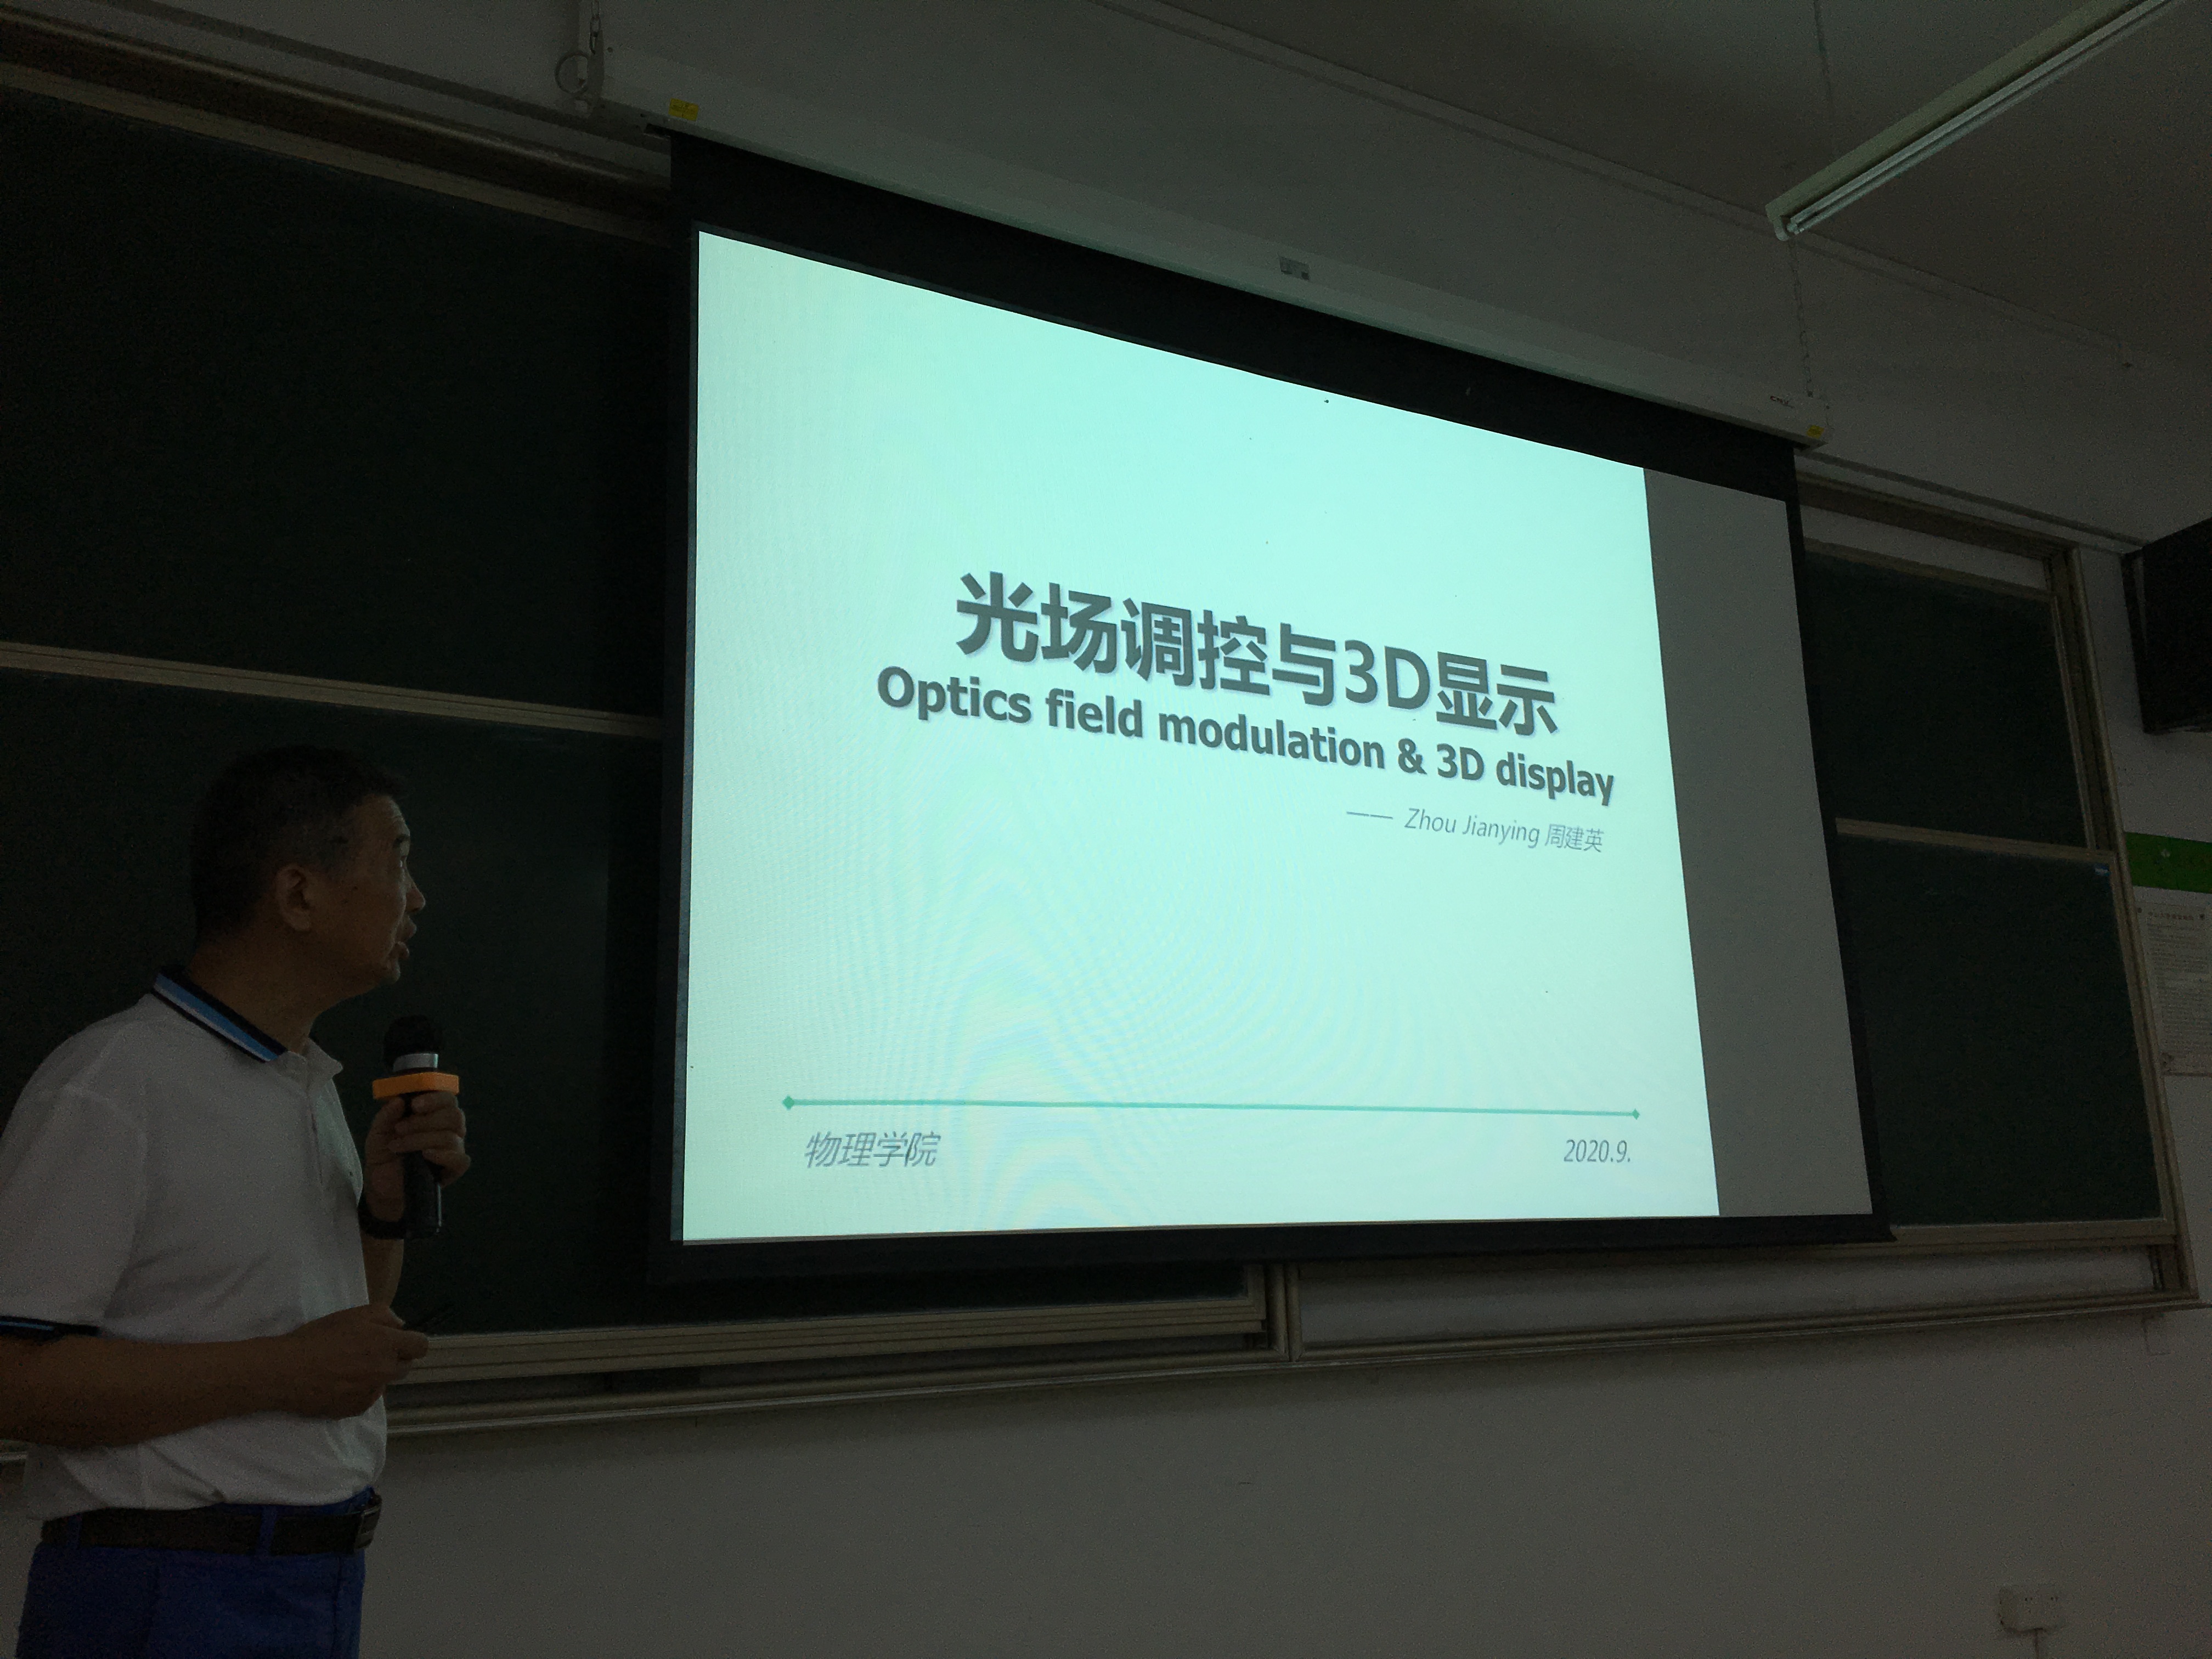 光场调控与3D显示
Optics field modulation & 3D display
—— Zhou Jianying 周建英
物理学院
2020.9.